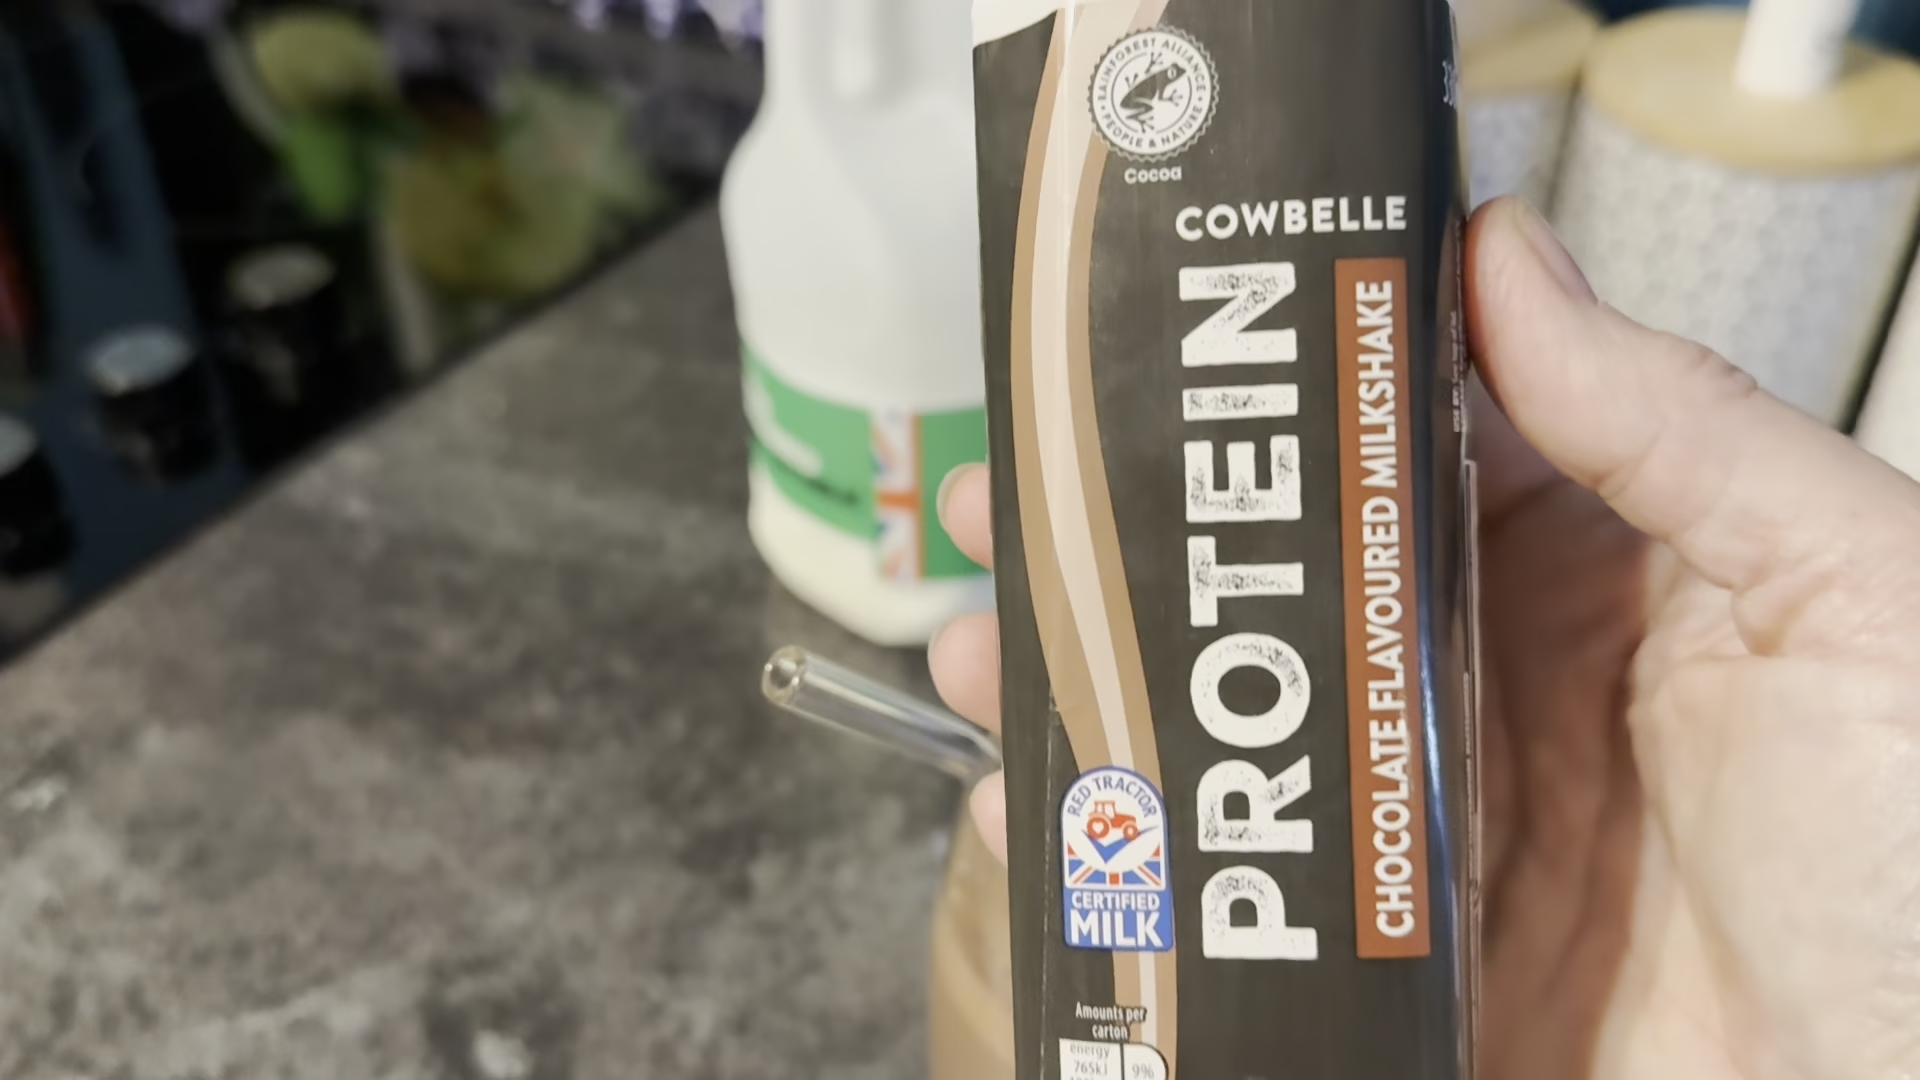 RAINFOREST ALLIANCE
PEOPLE & NATURE
Cocoa
COWBELLE
PROTEIN
CHOCOLATE FLAVOURED MILKSHAKE
RED TRACTOR
CERTIFIED
MILK
Amounts per
carton
energy
765kJ
9%